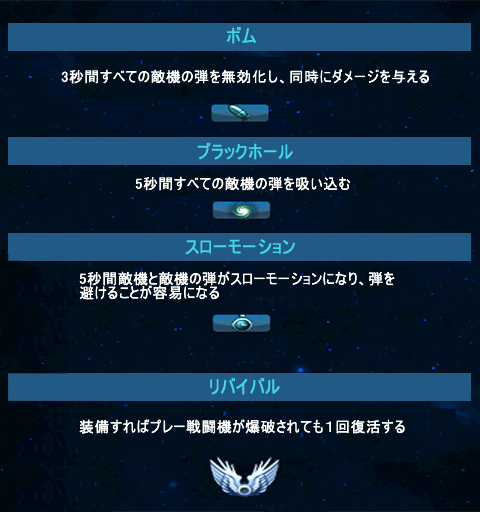 ボム
3秒間すべての敵機の弾を無効化し、同時にダメージを与える
ブラックホール
5秒間すべての敵機の弾を吸い込む
スローモーション
5秒間敵機と敵機の弾がスローモーションになり、弾を
避けることが容易になる
リバイバル
装備すればプレー戦闘機が爆破されても1回復活する